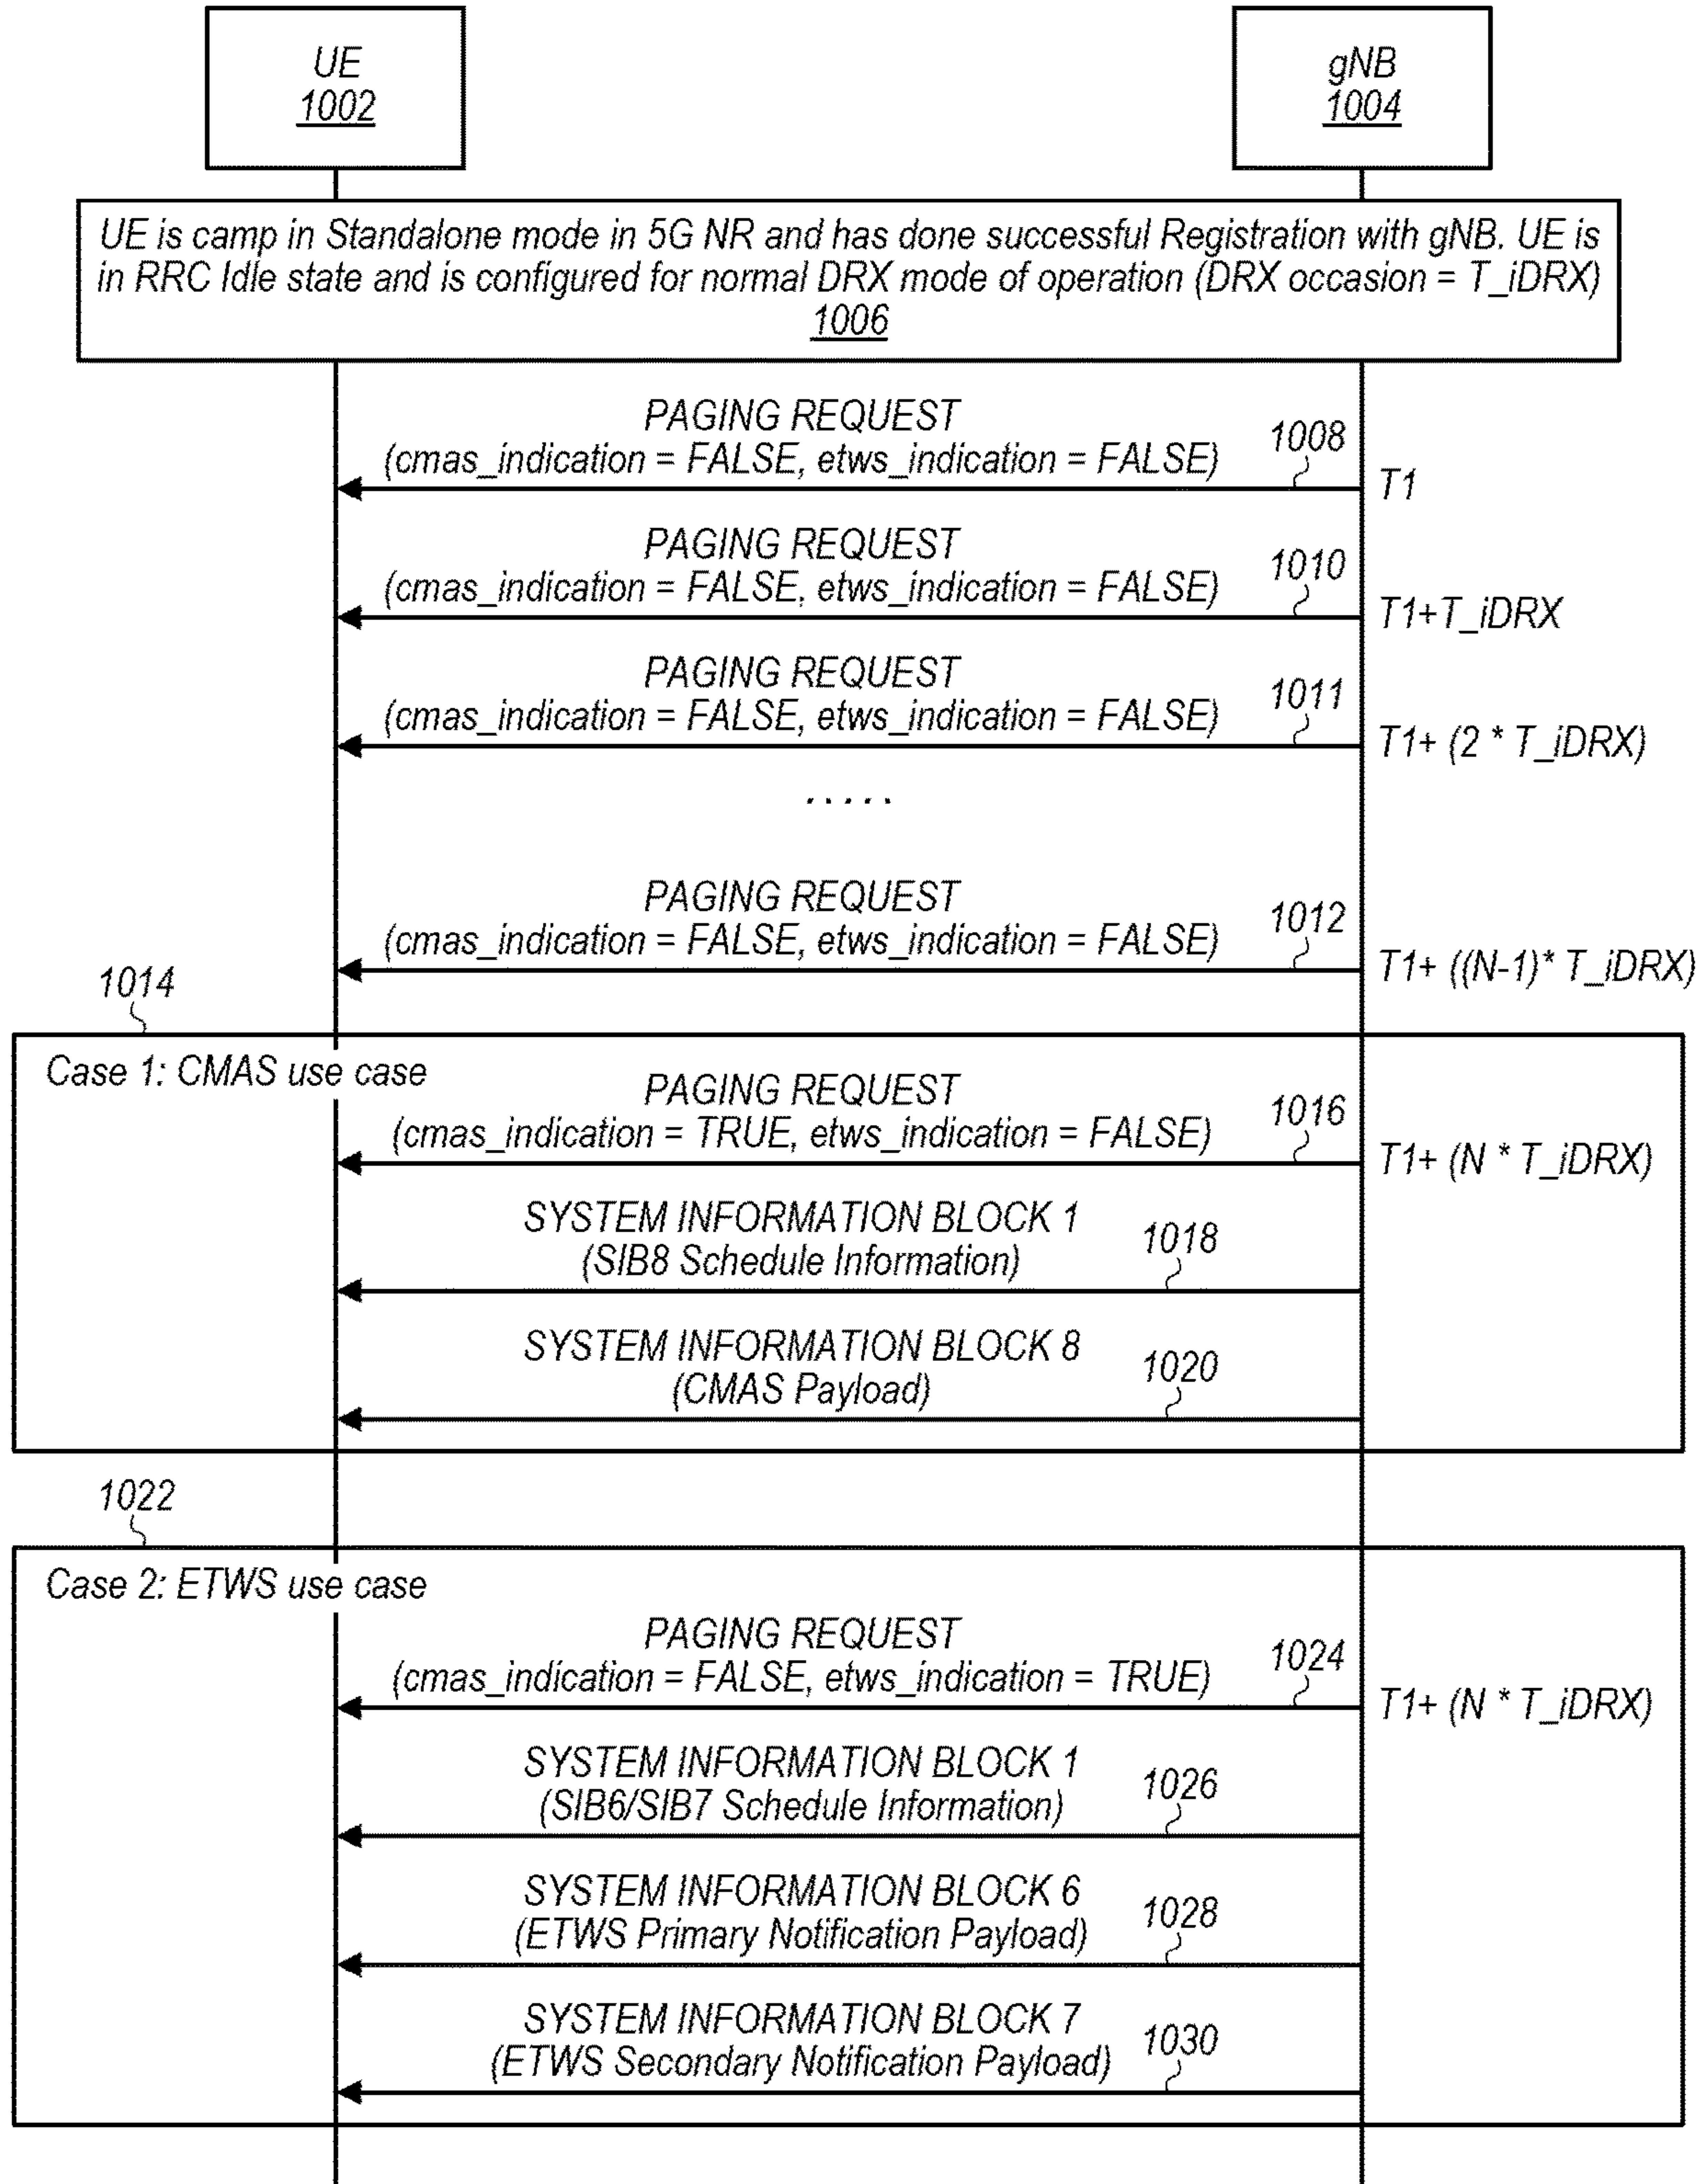 UE
1002
gNB
1004
UE is camp in Standalone mode in 5G NR and has done successful Registration with gNB. UE is
in RRC Idle state and is configured for normal DRX mode of operation (DRX occasion = T_iDRX)
1006
PAGING REQUEST
(cmas_indication = FALSE, etws_indication = FALSE)
1008
T1
PAGING REQUEST
(cmas_indication = FALSE, etws_indication = FALSE)
1010
T1+T_iDRX
PAGING REQUEST
(cmas_indication = FALSE, etws_indication = FALSE)
1011
T1+ (2 * T_iDRX)
.....
PAGING REQUEST
(cmas_indication = FALSE, etws_indication = FALSE)
1012
T1+ ((N-1)* T_iDRX)
1014
Case 1: CMAS use case
PAGING REQUEST
(cmas_indication = TRUE, etws_indication = FALSE)
1016
T1+ (N * T_iDRX)
SYSTEM INFORMATION BLOCK 1
(SIB8 Schedule Information)
1018
SYSTEM INFORMATION BLOCK 8
(CMAS Payload)
1020
1022
Case 2: ETWS use case
PAGING REQUEST
(cmas_indication = FALSE, etws_indication = TRUE)
1024
T1+ (N * T_iDRX)
SYSTEM INFORMATION BLOCK 1
(SIB6/SIB7 Schedule Information)
1026
SYSTEM INFORMATION BLOCK 6
(ETWS Primary Notification Payload)
1028
SYSTEM INFORMATION BLOCK 7
(ETWS Secondary Notification Payload)
1030